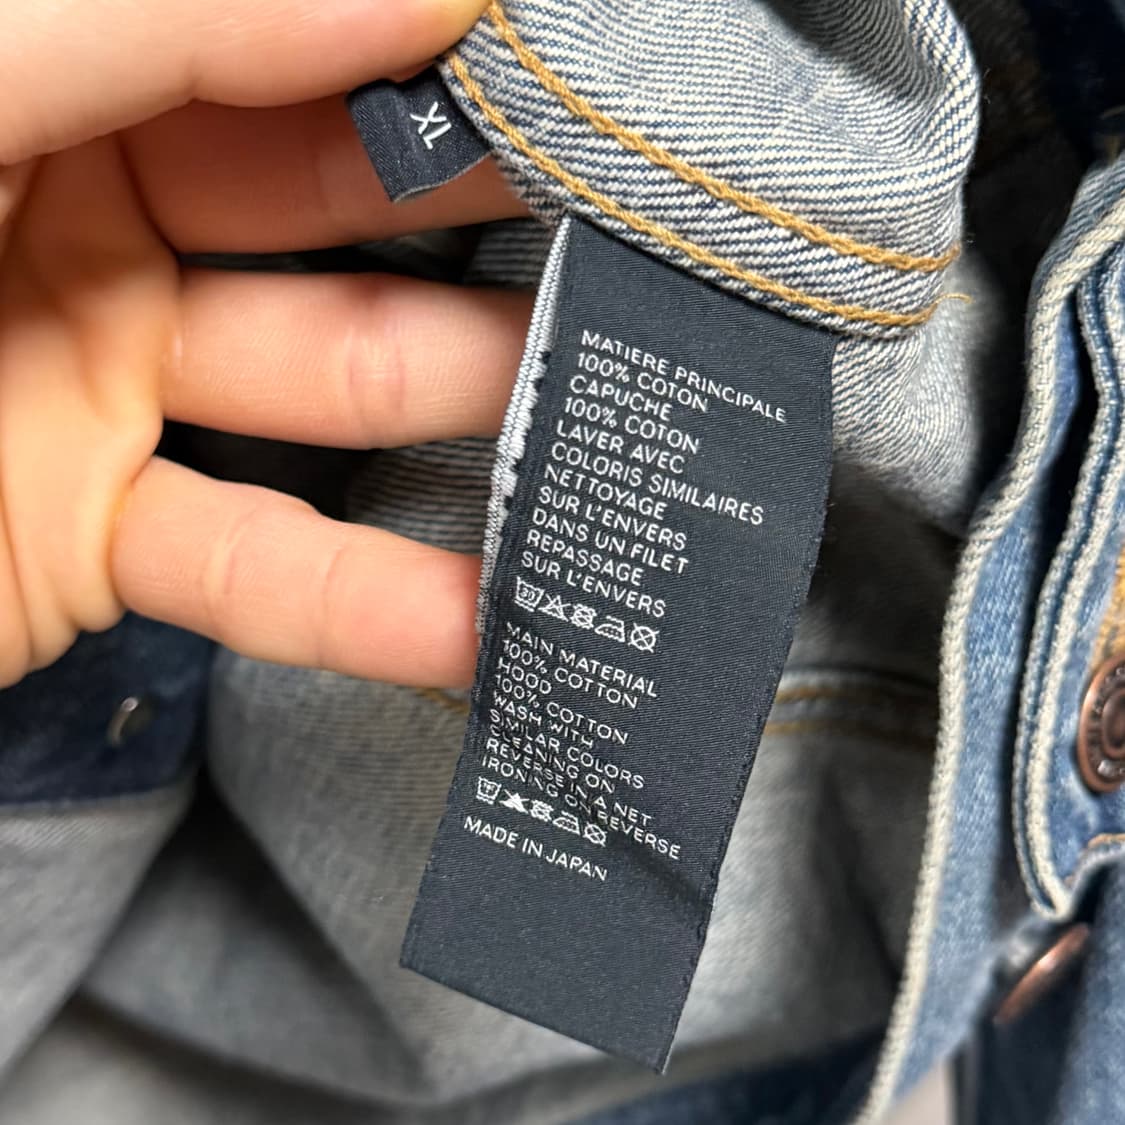 XL
MATIERE PRINCIPALE
100% COTON
CAPUCHE
100% COTON
LAVER AVEC
COLORIS SIMILAIRES
NETTOYAGE
SUR L'ENVERS
DANS UN FILET
REPASSAGE
SUR L'ENVERS
30
MAIN MATERIAL
100% COTTON
HOOD
100% COTTON
WASH WITH
SIMILAR COLORS
CLEANING ON
REVERSE IN A NET
IRONING ON REVERSE
MADE IN JAPAN